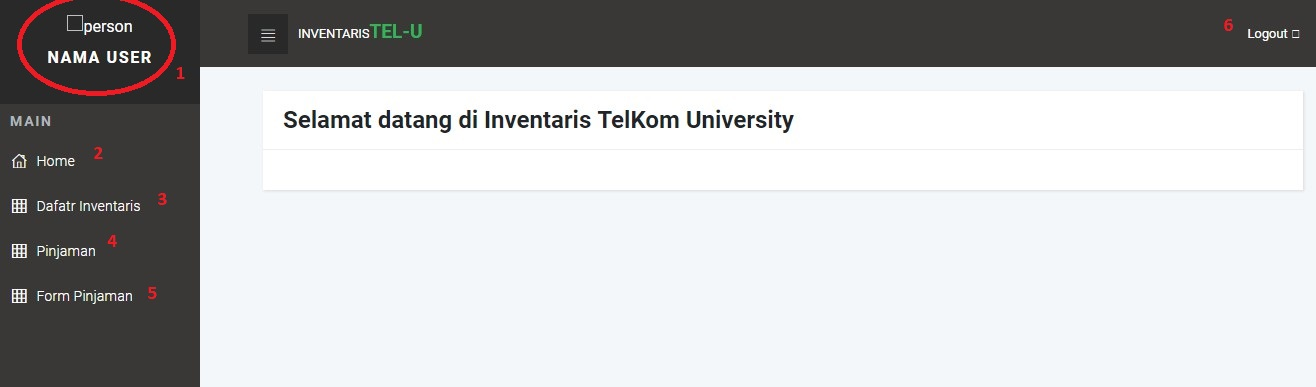 person
NAMA USER
1
INVENTARISTEL-U
6
Logout
MAIN
Home 2
Dafatr Inventaris 3
Pinjaman 4
Form Pinjaman 5
Selamat datang di Inventaris TelKom University